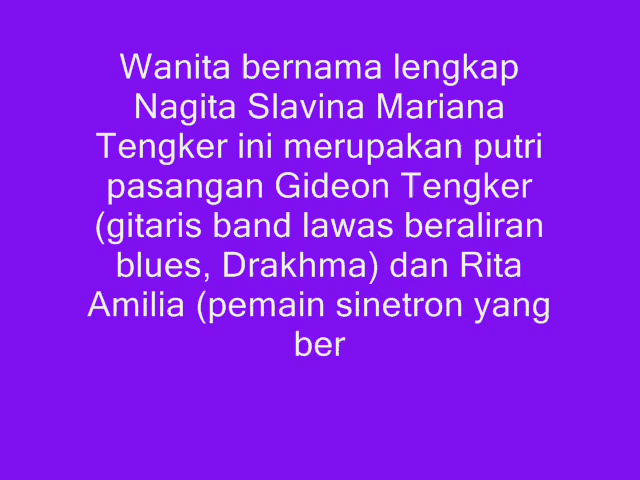 Wanita bernama lengkap
Nagita Slavina Mariana
Tengker ini merupakan putri
pasangan Gideon Tengker
(gitaris band lawas beraliran
blues, Drakhma) dan Rita
Amilia (pemain sinetron yang
ber